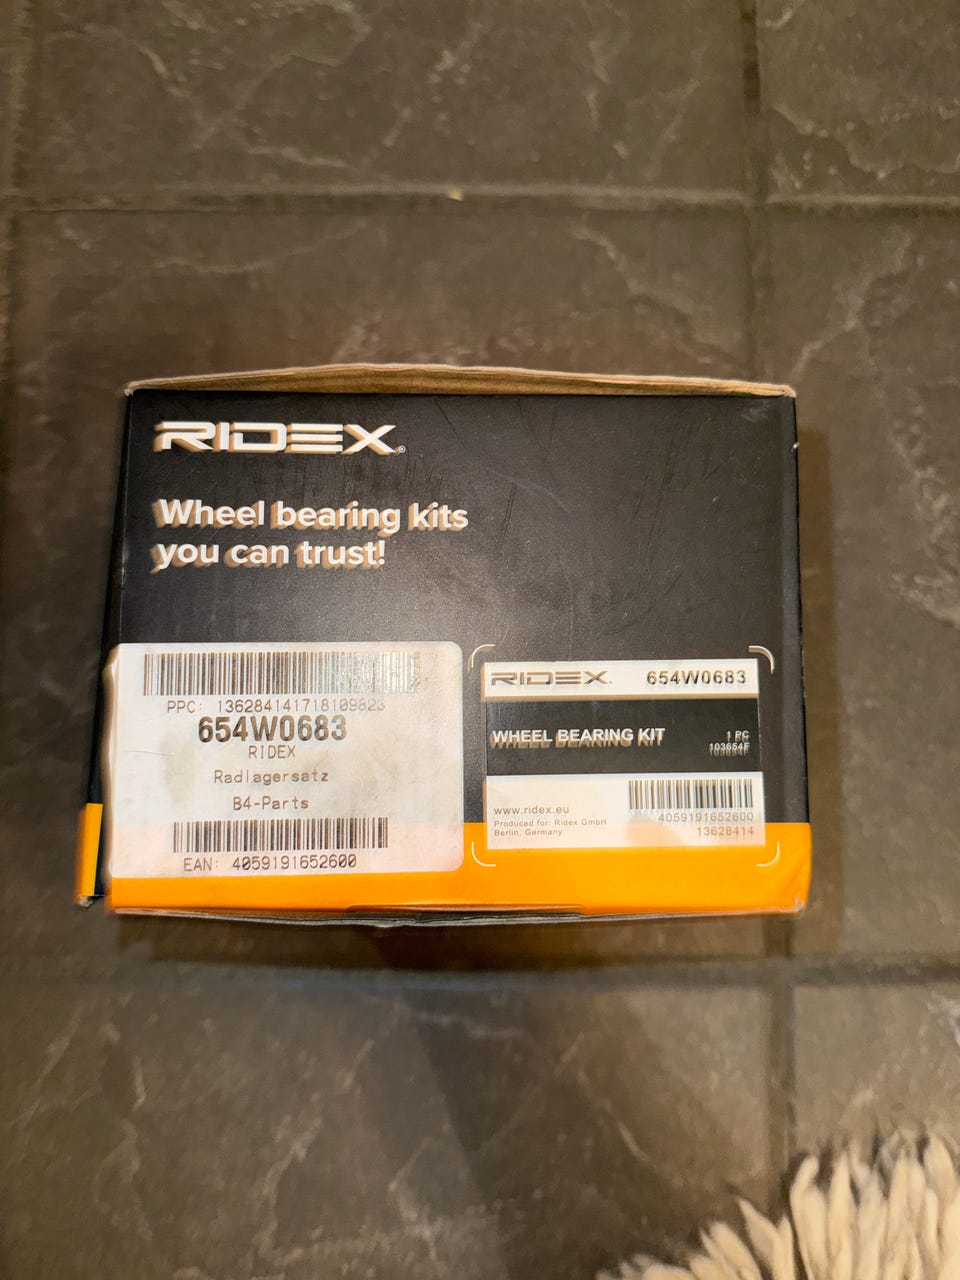 RIDEX®
Wheel bearing kits
you can trust!
PPC: 136284141718109823
654W0683
RIDEX
Radlagersatz
B4-Parts
EAN: 4059191652600
RIDEX. 654W0683
WHEEL BEARING KIT
1 PC
103654F
www.ridex.eu
Produced for: Ridex GmbH
Berlin, Germany
4059191652600
13628414